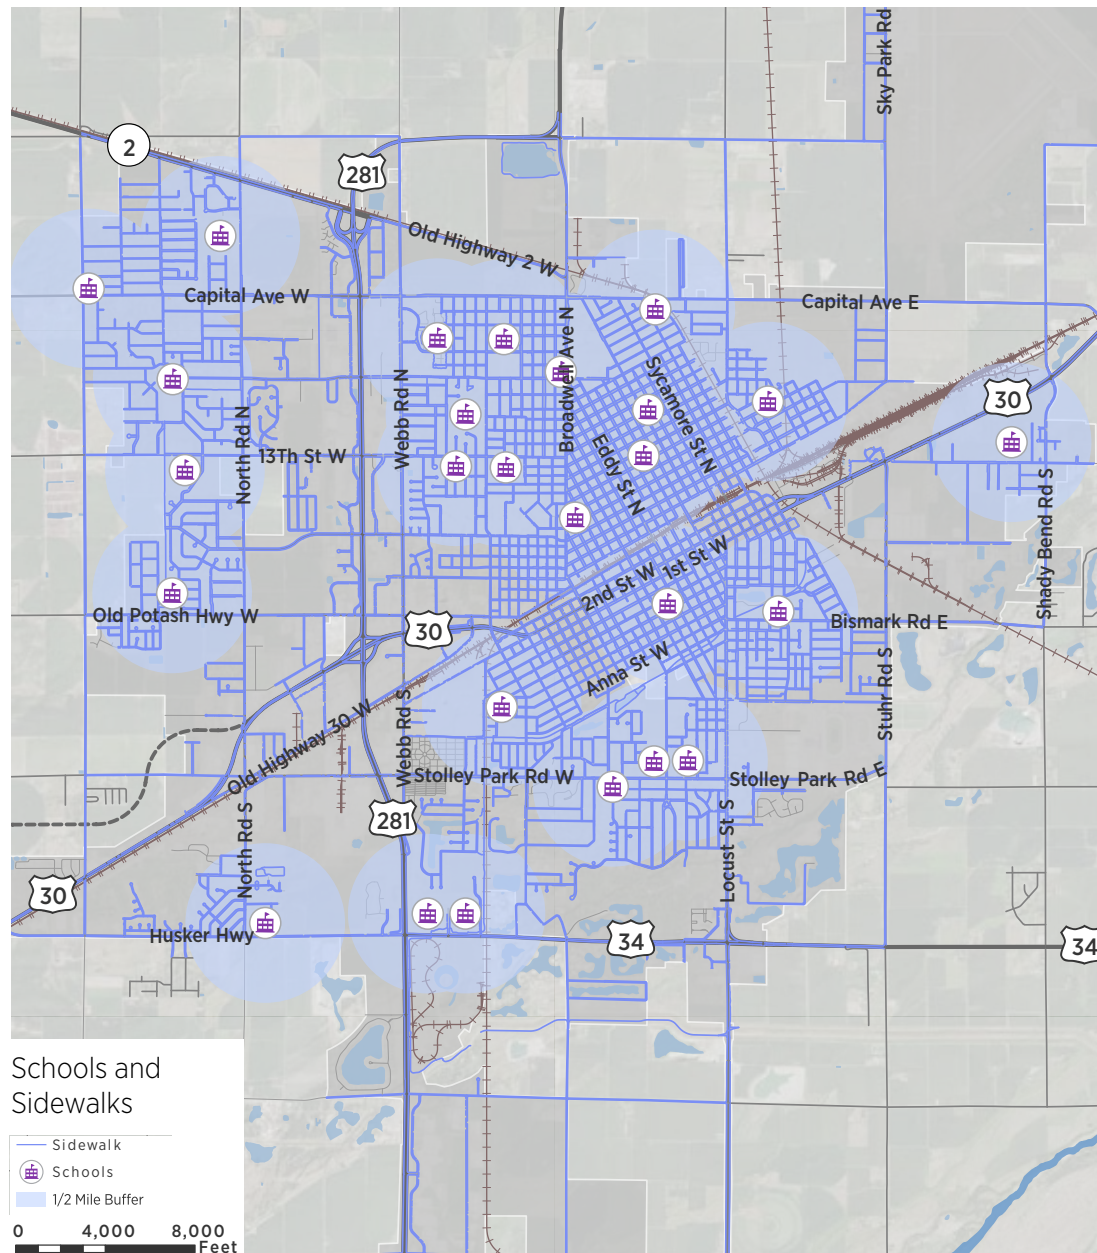 Sky Park Rd
2
281
Old Highway 2 W
Capital Ave W
Capital Ave E
Broadwell Ave N
Sycamore St N
30
Webb Rd N
North Rd N
13Th St W
Eddy St N
Shady Bend Rd S
1st St W
2nd St W
Old Potash Hwy W
30
Bismark Rd E
Anna St W
Stuhr Rd S
Webb Rd S
Old Highway 30 W
Stolley Park Rd W
Stolley Park Rd E
281
North Rd S
Locust St S
30
Husker Hwy
34
34
Schools and
Sidewalks
Sidewalk
Schools
1/2 Mile Buffer
0 4,000 8,000
Feet